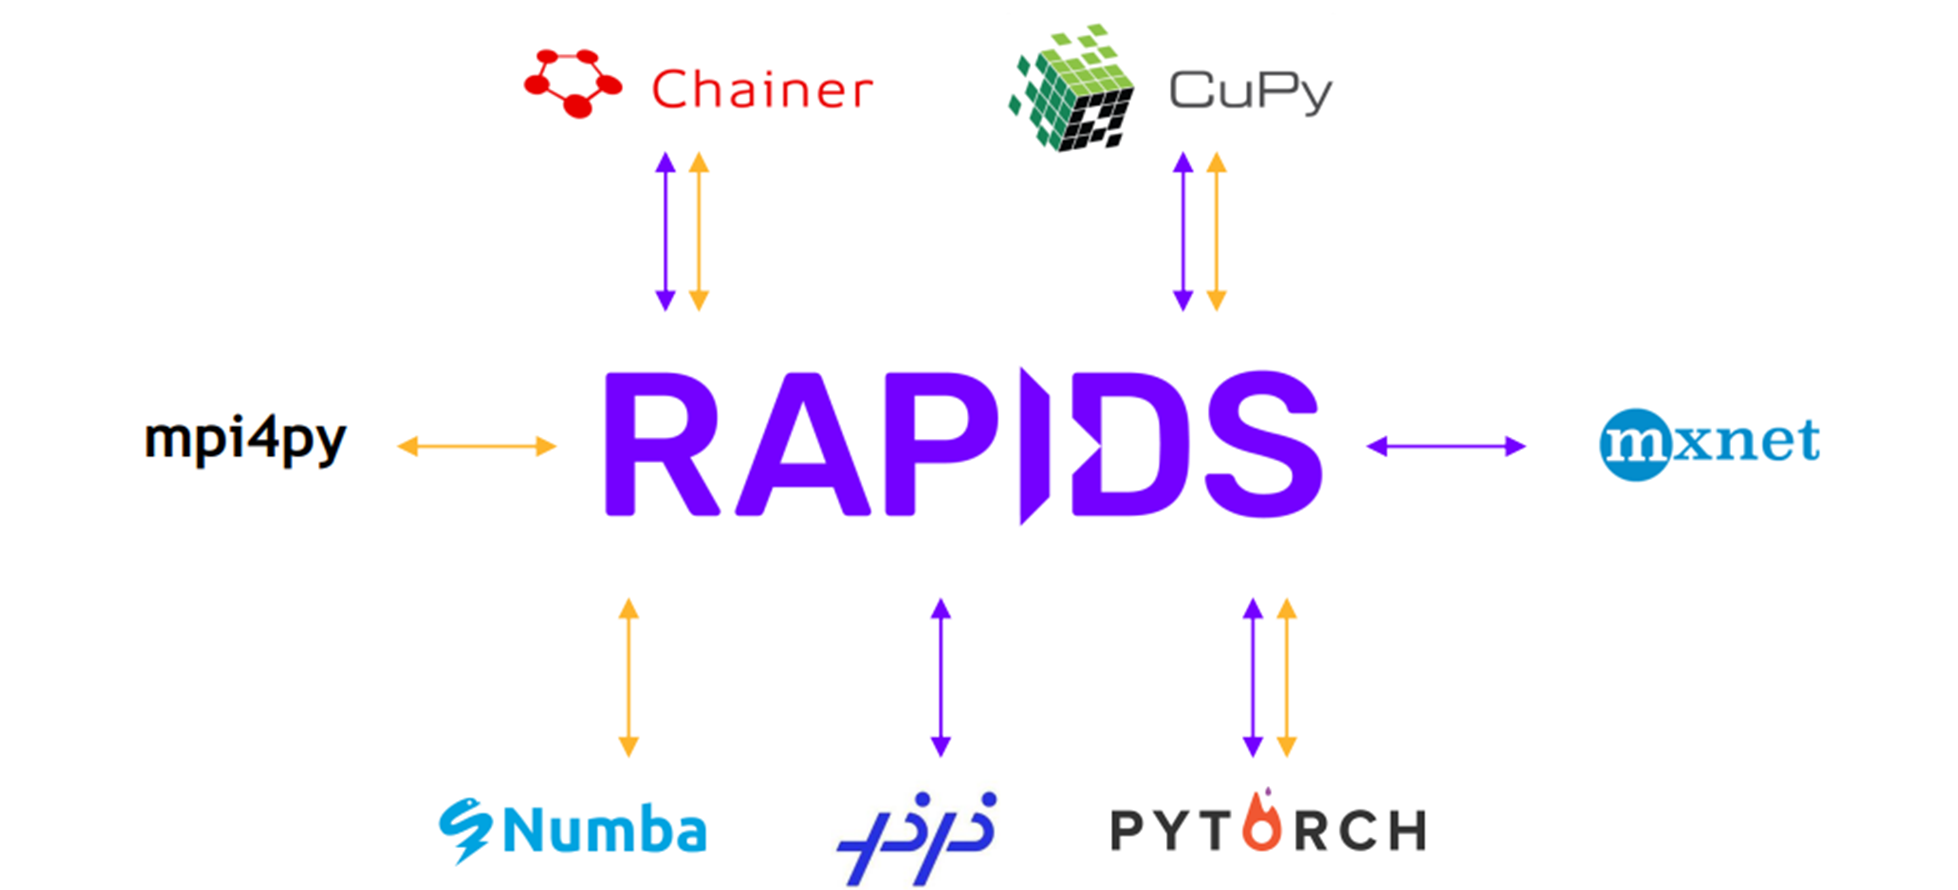 Chainer
CuPy
mpi4py
RAPIDS
mxnet
Numba
PYTORCH